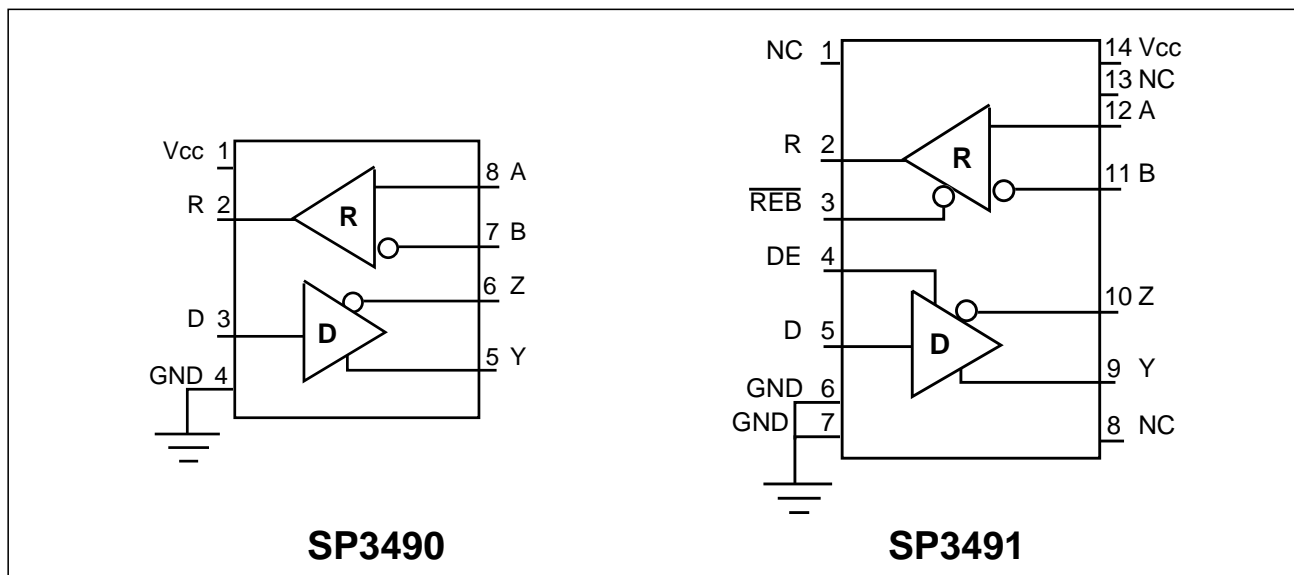 Vcc 1
R 2
D 3
GND 4
8 A
7 B
6 Z
5 Y
R
D
SP3490
NC 1
R 2
REB 3
DE 4
D 5
GND 6
GND 7
14 Vcc
13 NC
12 A
11 B
10 Z
9 Y
8 NC
R
D
SP3491